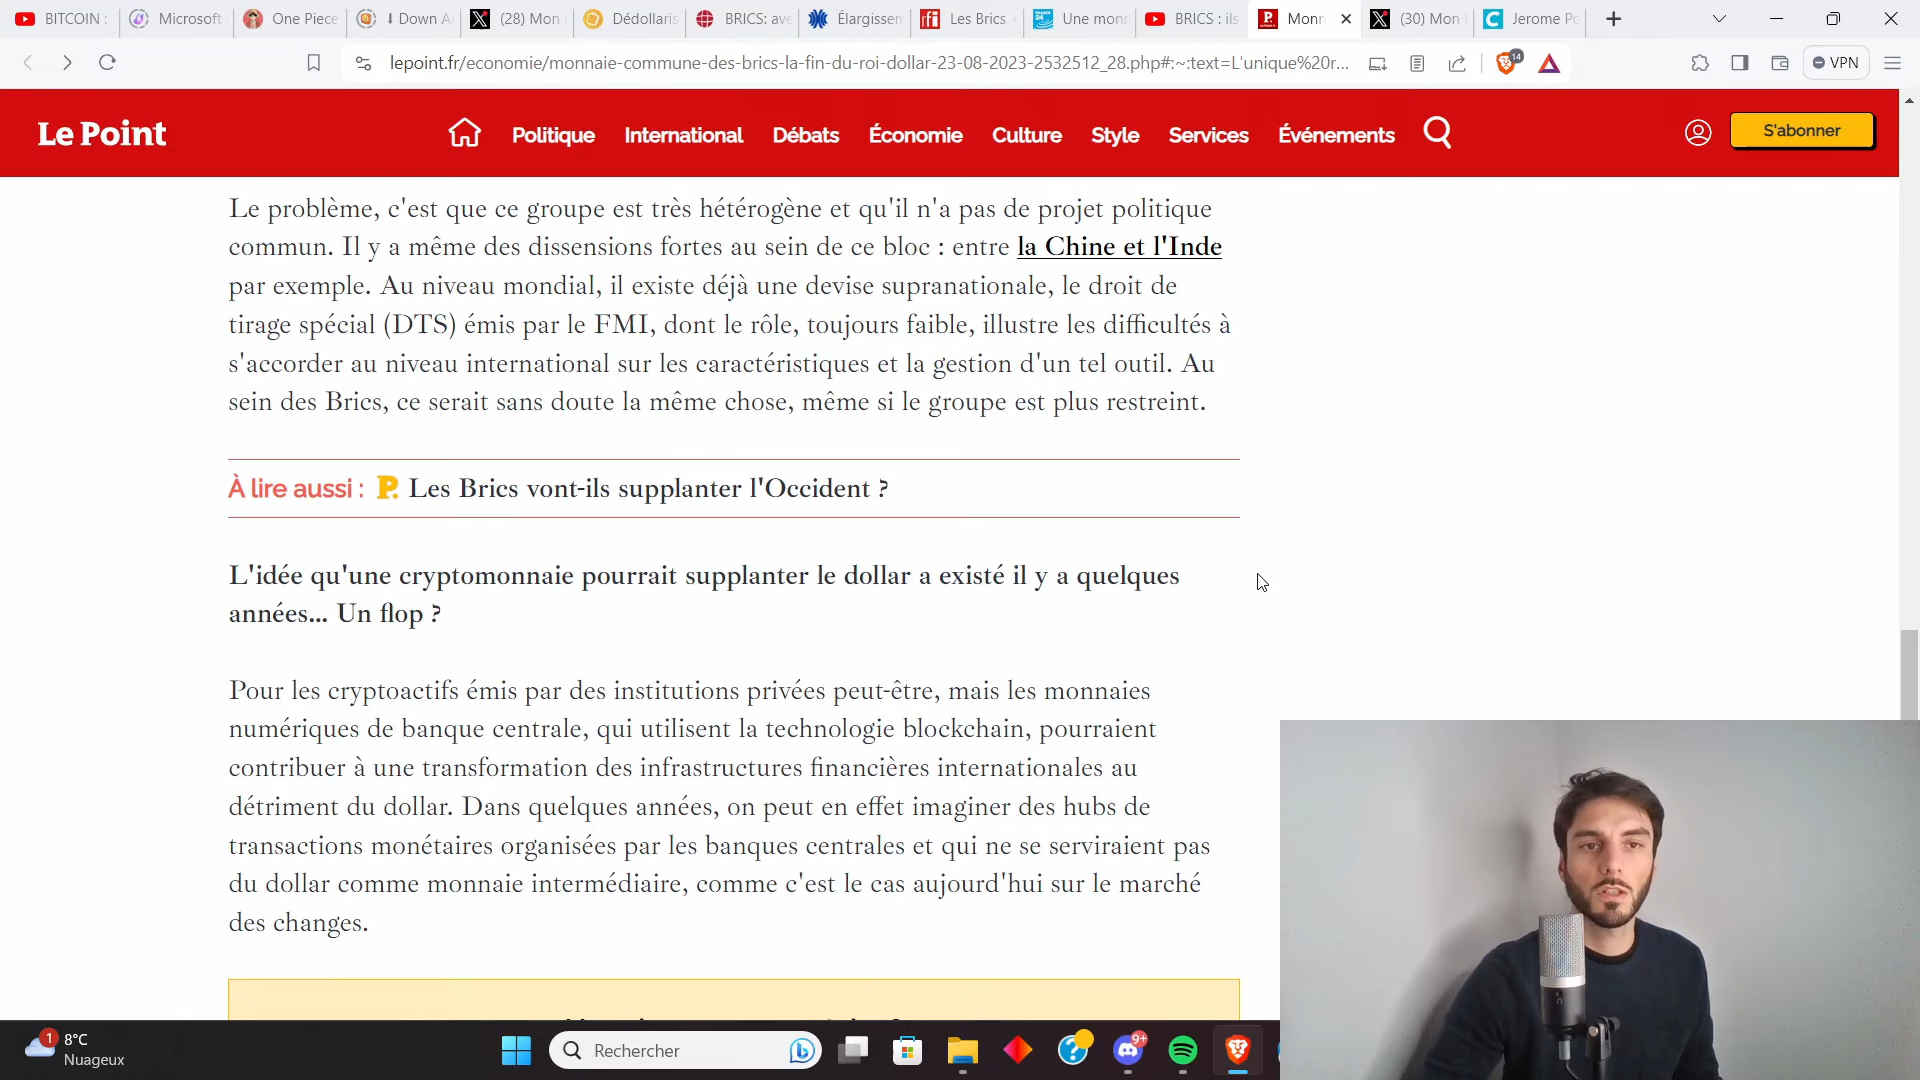 BITCOIN :
Microsoft
One Piece
(28) Mon
Dédollaris
BRICS: ave
Élargissem
Les Brics
Une monn
BRICS : ils
Monn
(30) Mon
Jerome Po
lepoint.fr/economie/monnaie-commune-des-brics-la-fin-du-roi-dollar-23-08-2023-2532512_28.php#:~:text=L'unique%20r...
14
VPN
Le Point
Politique
International
Débats
Économie
Culture
Style
Services
Événements
S'abonner
Le problème, c'est que ce groupe est très hétérogène et qu'il n'a pas de projet politique
commun. Il y a même des dissensions fortes au sein de ce bloc : entre la Chine et l'Inde
par exemple. Au niveau mondial, il existe déjà une devise supranationale, le droit de
tirage spécial (DTS) émis par le FMI, dont le rôle, toujours faible, illustre les difficultés à
s'accorder au niveau international sur les caractéristiques et la gestion d'un tel outil. Au
sein des Brics, ce serait sans doute la même chose, même si le groupe est plus restreint.
À lire aussi : P. Les Brics vont-ils supplanter l'Occident ?
L'idée qu'une cryptomonnaie pourrait supplanter le dollar a existé il y a quelques
années... Un flop ?
Pour les cryptoactifs émis par des institutions privées peut-être, mais les monnaies
numériques de banque centrale, qui utilisent la technologie blockchain, pourraient
contribuer à une transformation des infrastructures financières internationales au
détriment du dollar. Dans quelques années, on peut en effet imaginer des hubs de
transactions monétaires organisées par les banques centrales et qui ne se serviraient pas
du dollar comme monnaie intermédiaire, comme c'est le cas aujourd'hui sur le marché
des changes.
1
8°C
Nuageux
Rechercher
9+